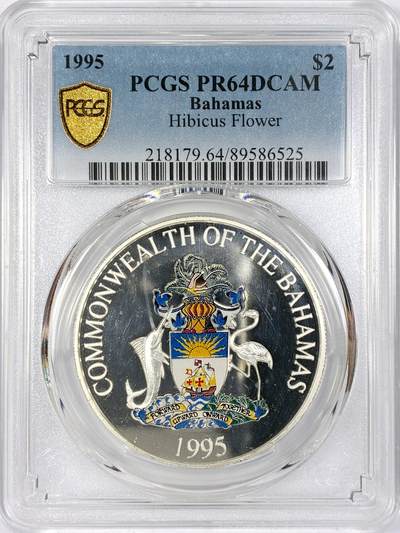 1995 $2
PCGS PR64DCAM
Bahamas
Hibicus Flower
218179.64/89586525
PCGS
COMMONWEALTH OF THE BAHAMAS
FORWARD UPWARD ONWARD TOGETHER
1995